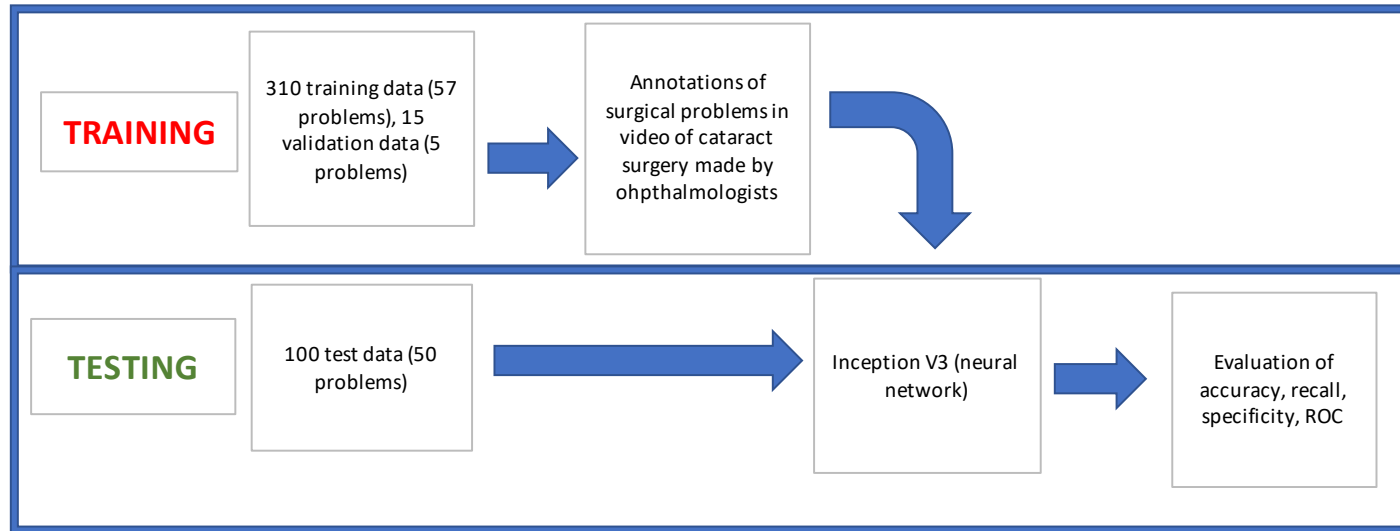 TRAINING
310 training data (57
problems), 15
validation data (5
problems)
Annotations of
surgical problems in
video of cataract
surgery made by
ohpthalmologists
TESTING
100 test data (50
problems)
Inception V3 (neural
network)
Evaluation of
accuracy, recall,
specificity, ROC